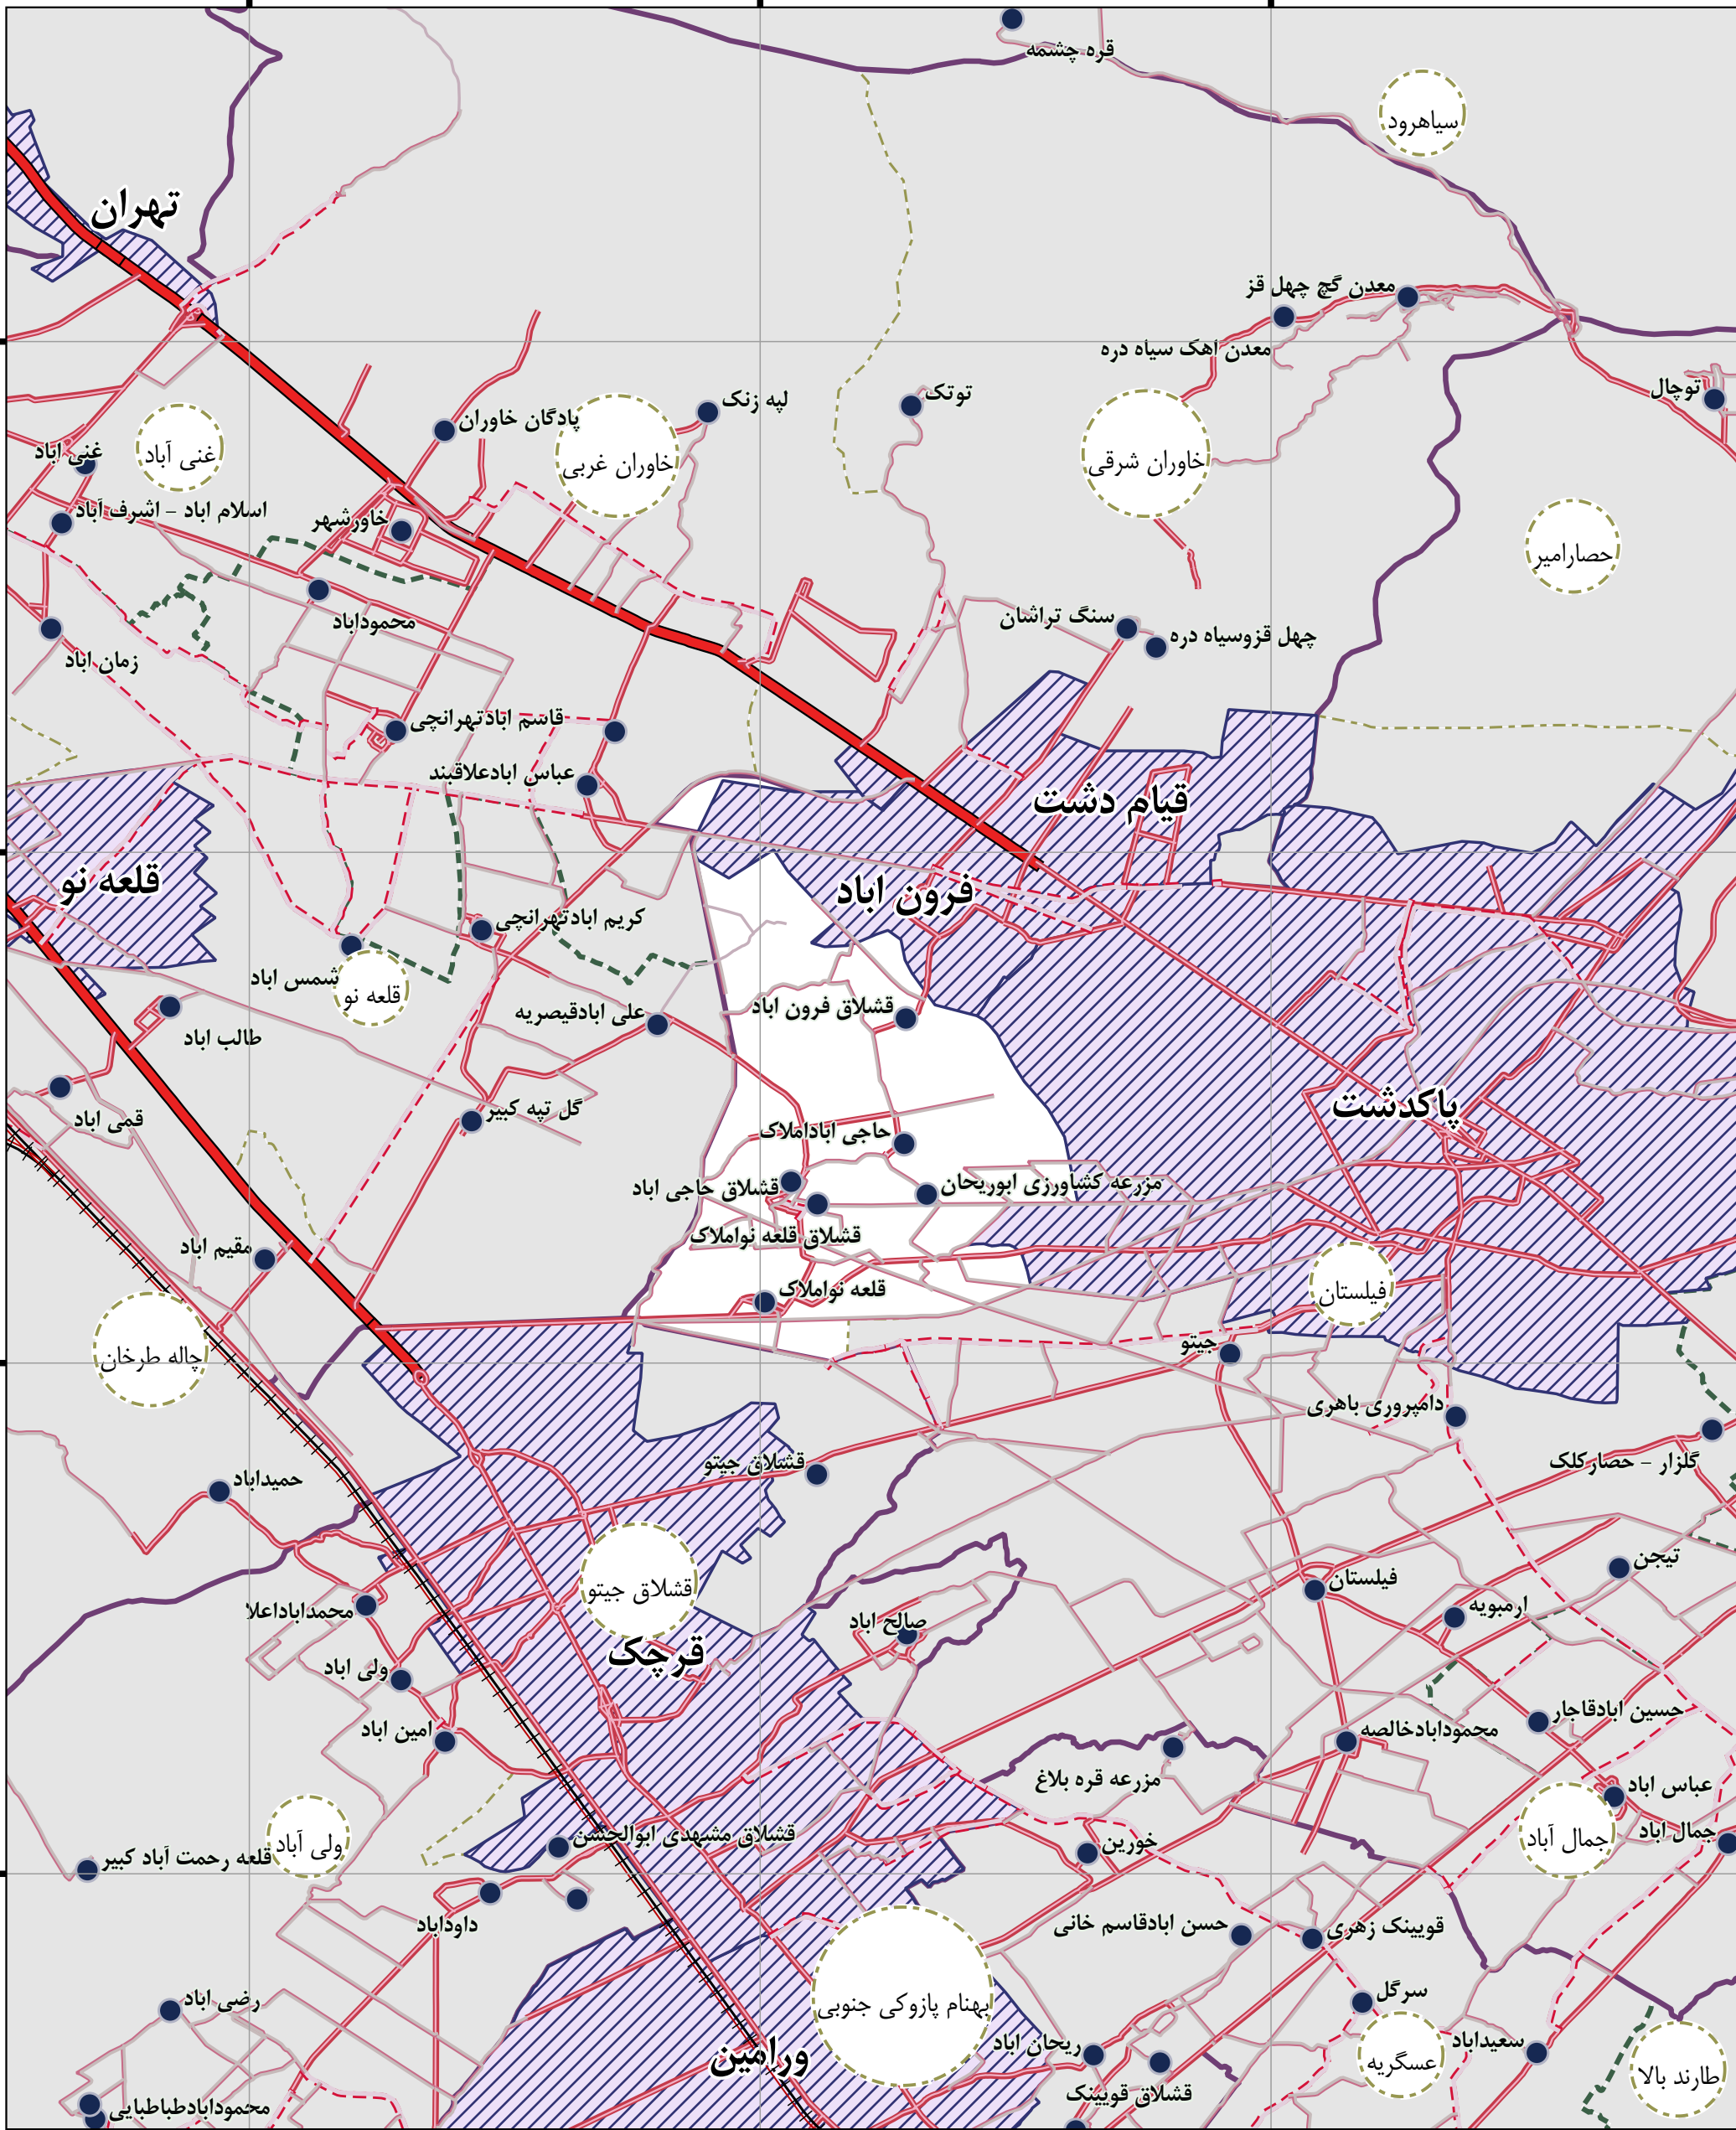 قره چشمه
سیاهرود
تهران
معدن گچ چهل قز
معدن اهک سیاه دره
توچال
لپه زنک
توتک
پادگان خاوران
غنی آباد
غنی اباد
خاوران غربی
خاوران شرقی
اسلام اباد - اشرف آباد
خاورشهر
حصارامیر
محموداباد
سنگ تراشان
چهل قزوسیاه دره
زمان اباد
قاسم ابادتهرانچی
عباس ابادعلاقبند
قیام دشت
قلعه نو
فرون اباد
کریم ابادتهرانچی
شمس اباد
قلعه نو
قشلاق فرون اباد
علی ابادقیصریه
طالب اباد
گل تپه کبیر
پاکدشت
قمی اباد
حاجی اباداملاک
قشلاق حاجی اباد
مزرعه کشاورزی ابوریحان
قشلاق قلعه نواملاک
مقیم اباد
قلعه نواملاک
فیلستان
چاله طرخان
جیتو
دامپروری باهری
گلزار - حصارکلک
قشلاق جیتو
حمیداباد
تیجن
فیلستان
قشلاق جیتو
ارمبویه
محمداباداعلا
صالح اباد
قرچک
ولی اباد
حسین ابادقاجار
امین اباد
محمودابادخالصه
مزرعه قره بلاغ
عباس اباد
جمال اباد
جمال آباد
قشلاق مشهدی ابوالحسن
خورین
ولی آباد
قلعه رحمت آباد کبیر
داوداباد
حسن ابادقاسم خانی
قویینک زهری
سرگل
رضی اباد
بهنام پازوکی جنوبی
ریحان اباد
سعیداباد
عسگریه
ورامین
طارند بالا
قشلاق قویینک
محمودابادطباطبایی